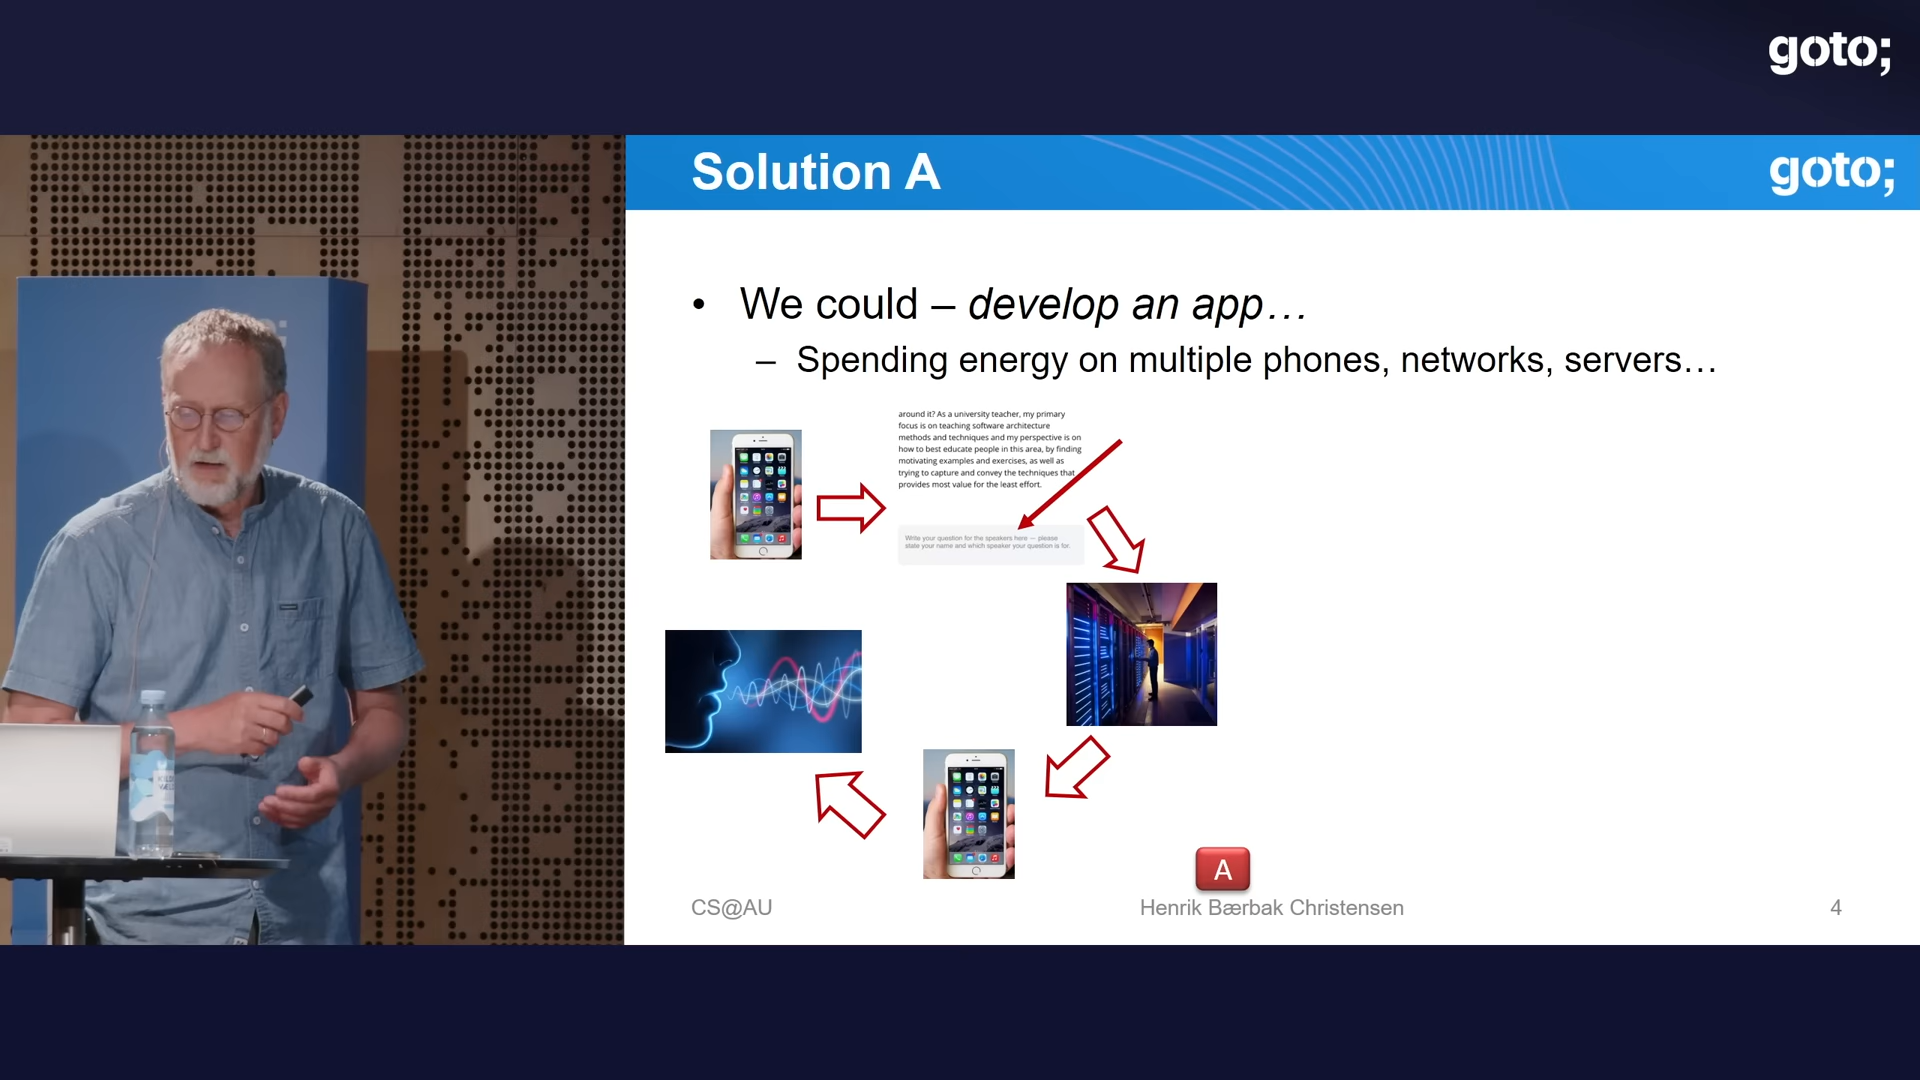 goto;
Solution A
goto;
• We could – develop an app…
– Spending energy on multiple phones, networks, servers…
around it? As a university teacher, my primary
focus is on teaching software architecture
methods and techniques and my perspective is on
how to best educate people in this area, by finding
motivating examples and exercises, as well as
trying to capture and convey the techniques that
provides most value for the least effort.
Write your question for the speakers here — please
state your name and which speaker your question is for.
A
CS@AU
Henrik Bærbak Christensen
4